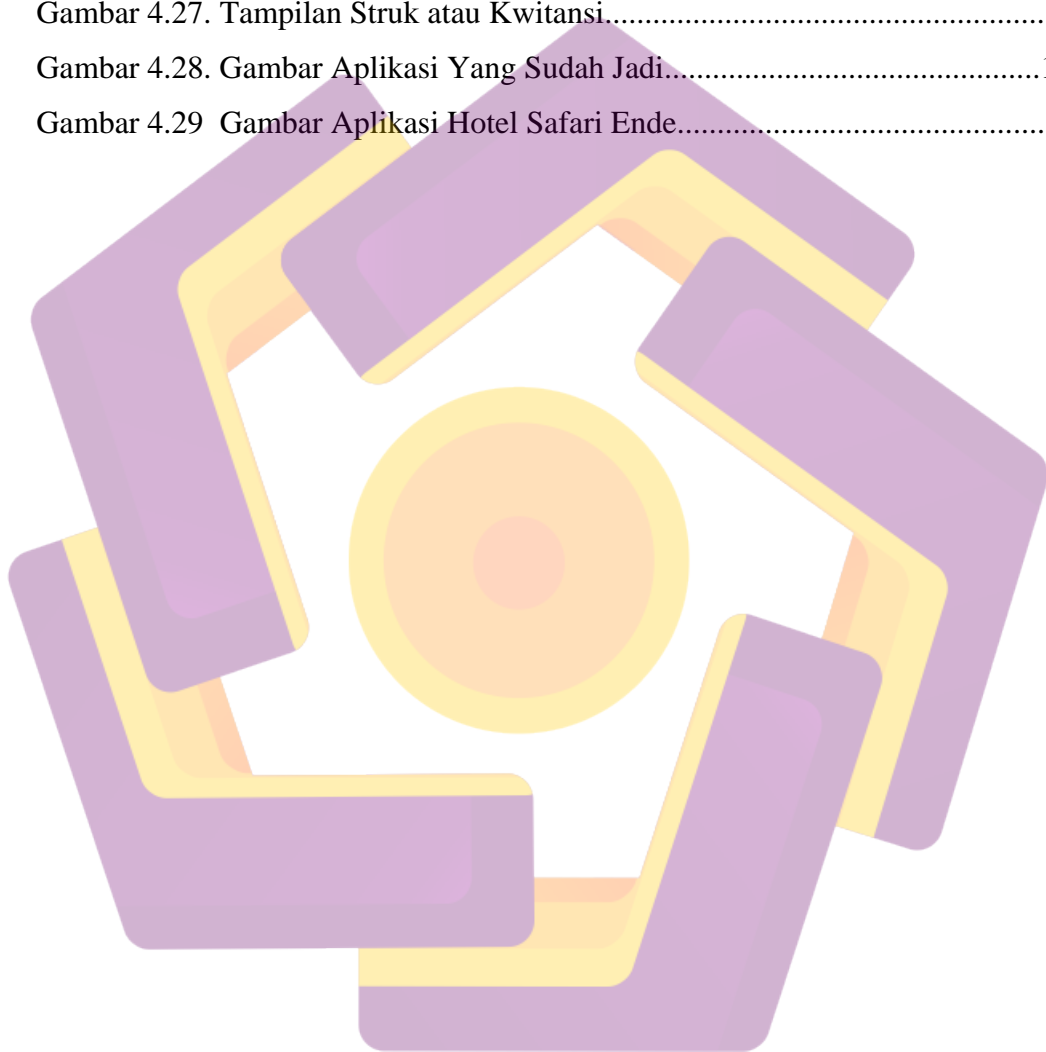 Gambar 4.27. Tampilan Struk atau Kwitansi......................................................
Gambar 4.28. Gambar Aplikasi Yang Sudah Jadi..............................................1
Gambar 4.29  Gambar Aplikasi Hotel Safari Ende.............................................